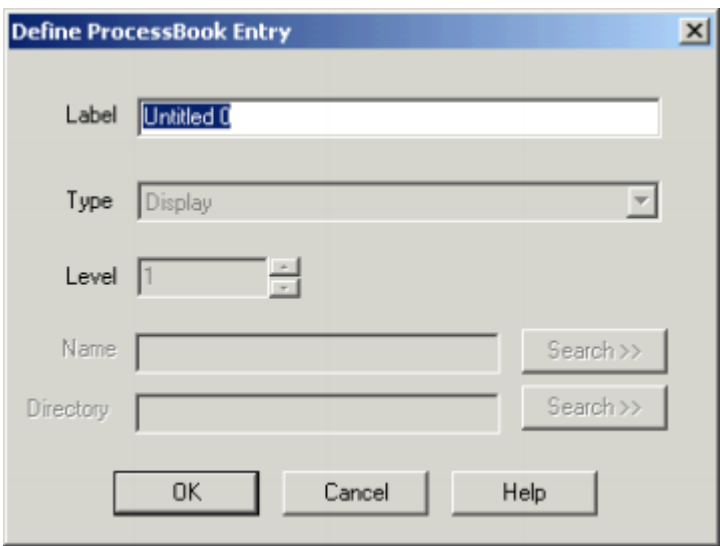 Define ProcessBook Entry
Label Untitled 0
Type Display
Level 1
Name Search >>
Directory Search >>
OK Cancel Help